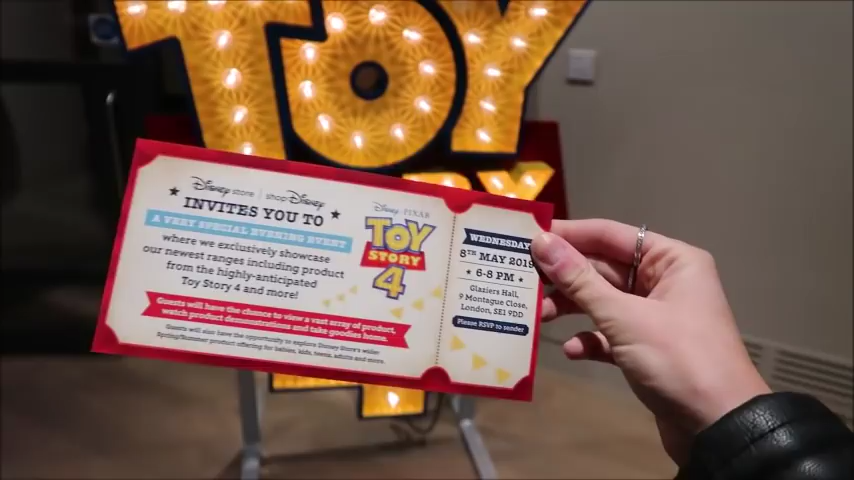 TOY
RY
Disney store | shopDisney
INVITES YOU TO
A VERY SPECIAL EVENING EVENT
where we exclusively showcase
our newest ranges including product
from the highly-anticipated
Toy Story 4 and more!
Guests will have the chance to view a vast array of product,
watch product demonstrations and take goodies home.
Guests will also have the opportunity to explore Disney Store's wider
Spring/Summer product offering for babies, kids, teens, adults and more.
Disney · PIXAR
TOY
STORY
4
WEDNESDAY
8TH MAY 2019
6-8 PM
Glaziers Hall,
9 Montague Close,
London, SE1 9DD
Please RSVP to sender